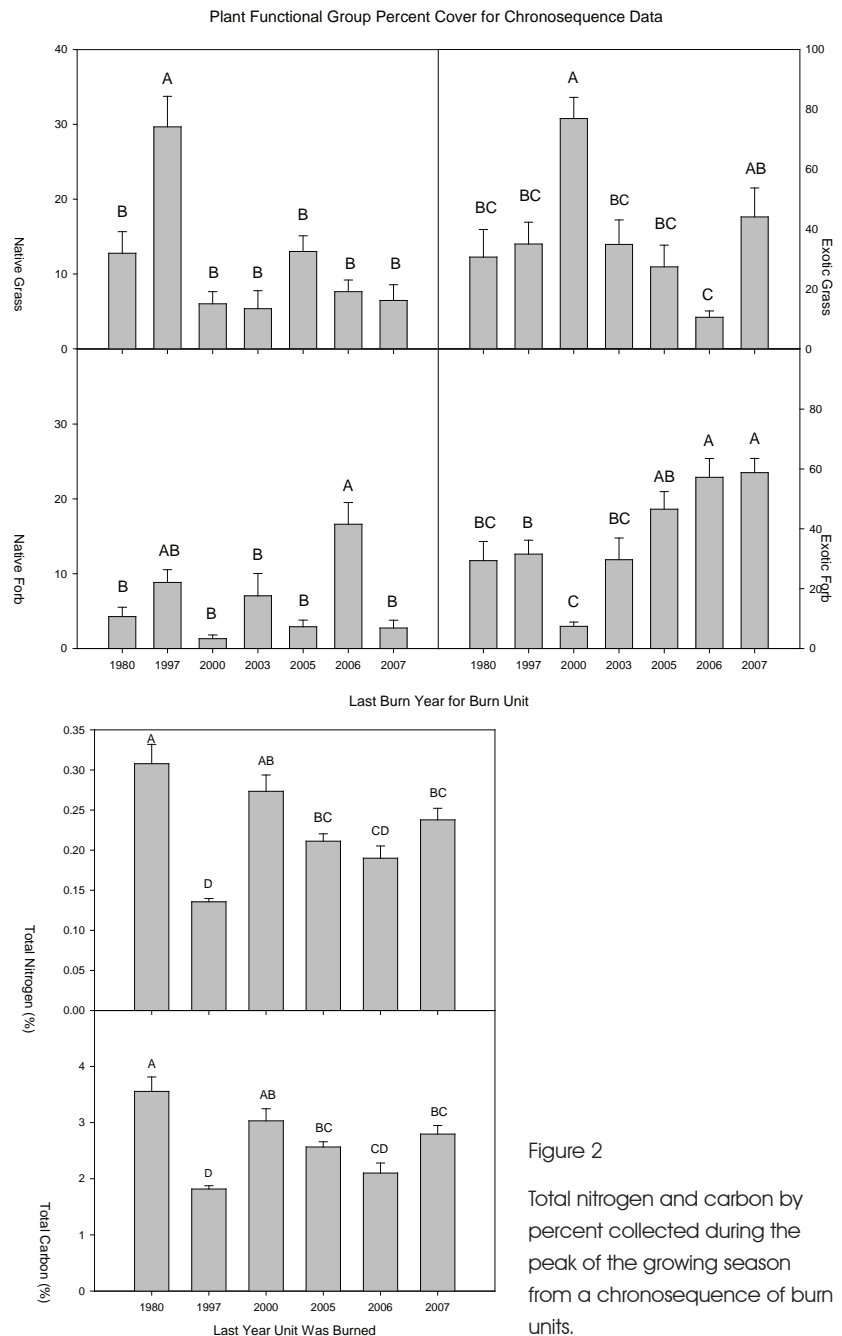 Plant Functional Group Percent Cover for Chronosequence Data
Native Grass
40
30
20
10
0
B
A
B
B
B
B
B
Exotic Grass
100
80
60
40
20
0
BC
BC
A
BC
BC
C
AB
Native Forb
30
20
10
0
B
AB
B
B
B
A
B
1980
1997
2000
2003
2005
2006
2007
Exotic Forb
80
60
40
20
0
BC
B
C
BC
AB
A
A
1980
1997
2000
2003
2005
2006
2007
Last Burn Year for Burn Unit
Total Nitrogen (%)
0.35
0.30
0.25
0.20
0.15
0.10
0.05
0.00
A
D
AB
BC
CD
BC
Total Carbon (%)
4
3
2
1
0
A
D
AB
BC
CD
BC
1980
1997
2000
2005
2006
2007
Last Year Unit Was Burned
Figure 2
Total nitrogen and carbon by
percent collected during the
peak of the growing season
from a chronosequence of burn
units.